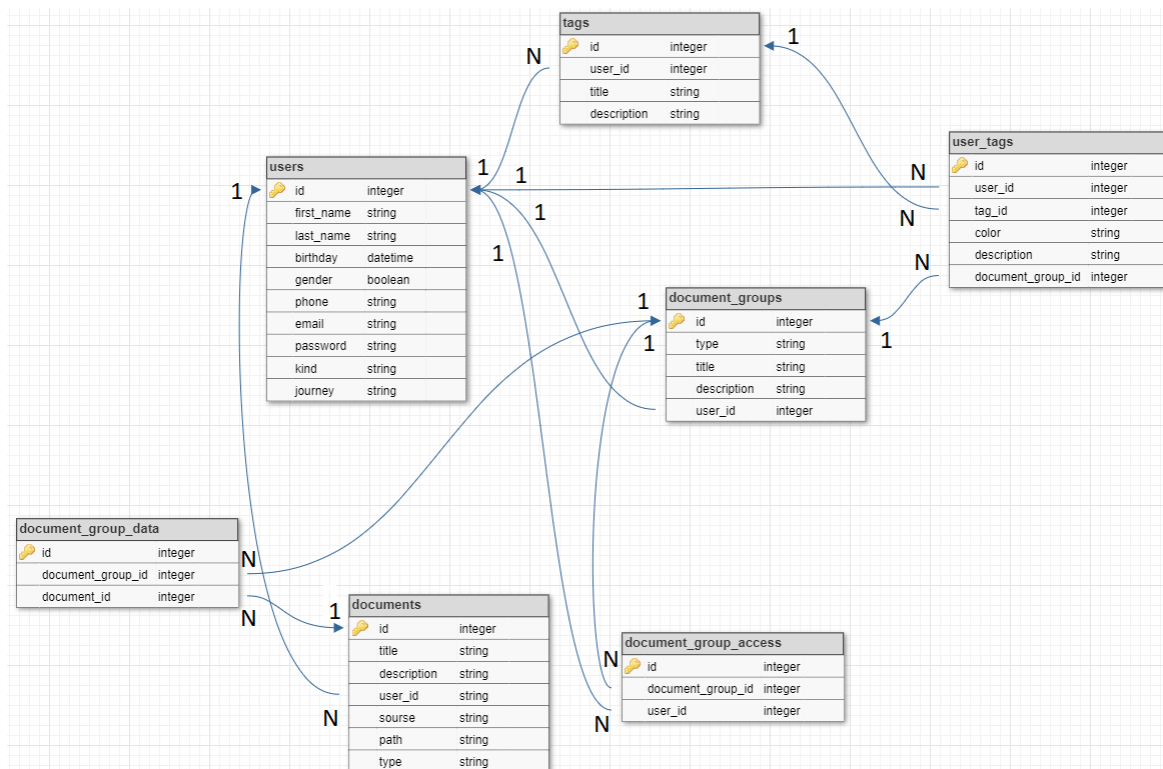 tags
id integer
user_id integer
title string
description string
1
N
user_tags
id integer
user_id integer
tag_id integer
color string
description string
document_group_id integer
N
N
N
users
id integer
first_name string
last_name string
birthday datetime
gender boolean
phone string
email string
password string
kind string
journey string
1
1
1
1
1
document_groups
id integer
type string
title string
description string
user_id integer
1
1
1
document_group_data
id integer
document_group_id integer
document_id integer
N
N
1
documents
id integer
title string
description string
user_id string
sourse string
path string
type string
N
document_group_access
id integer
document_group_id integer
user_id integer
N
N